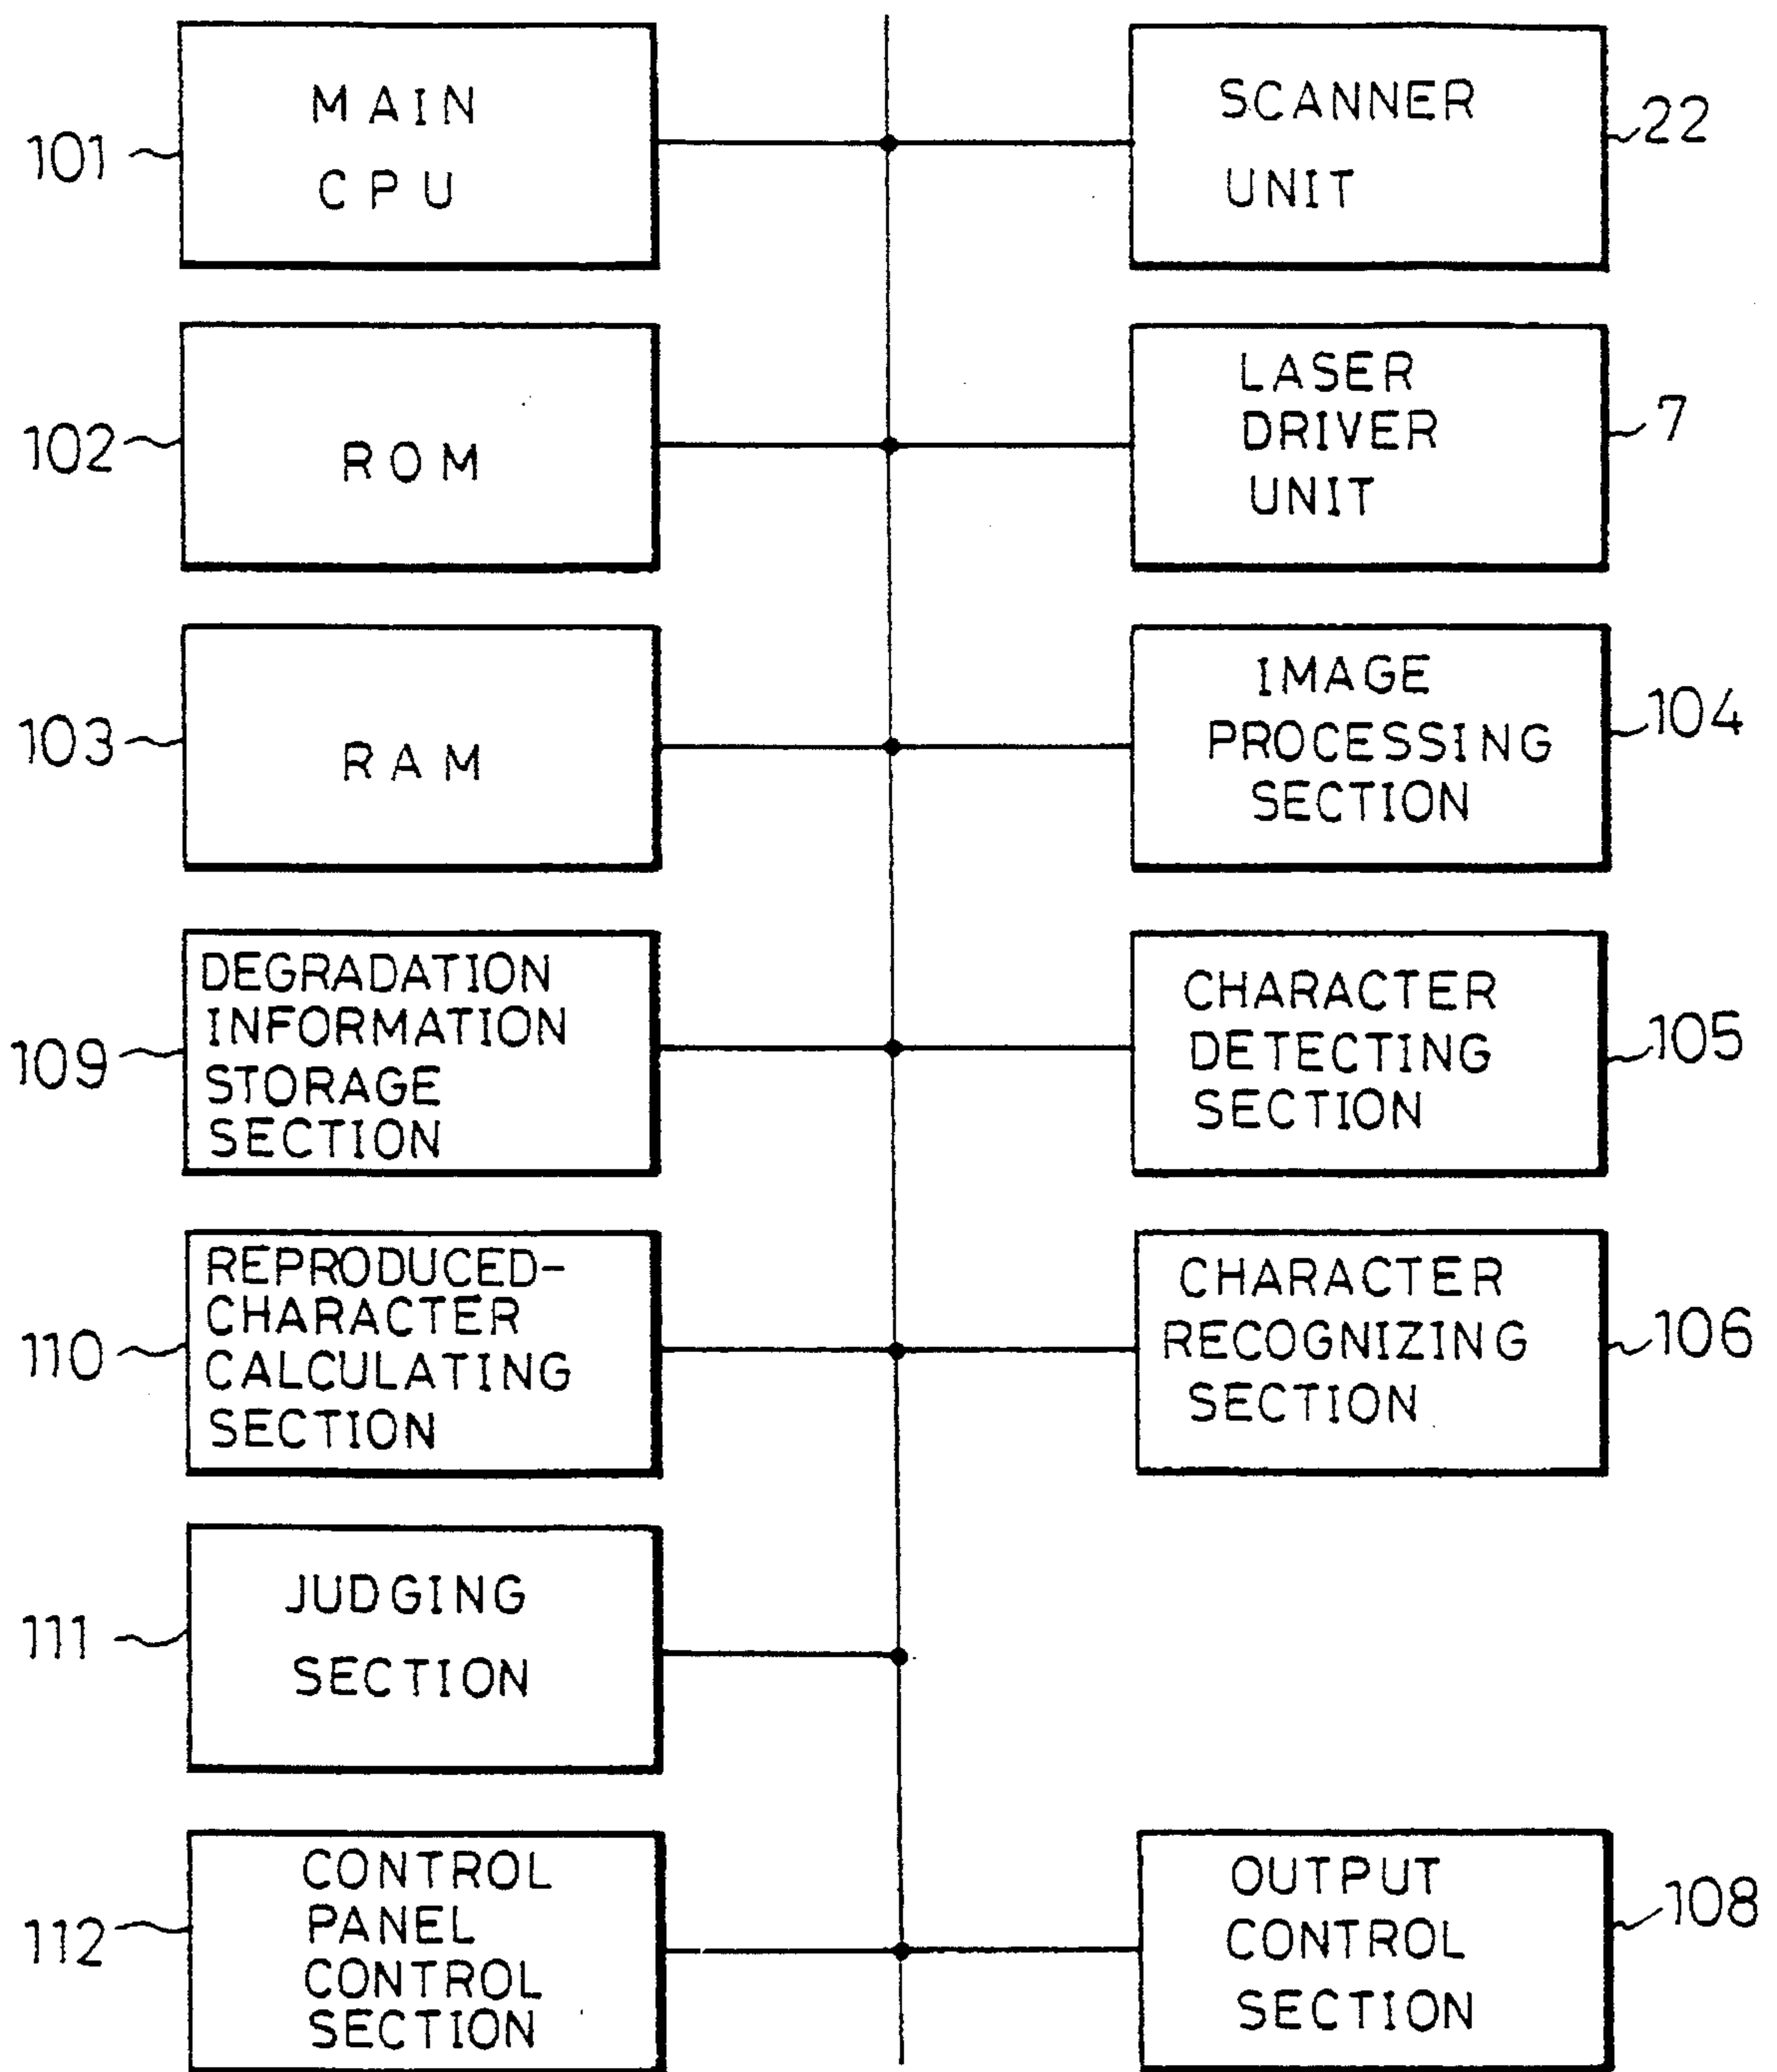 101
MAIN
CPU
SCANNER
UNIT
22
102
ROM
LASER
DRIVER
UNIT
7
103
RAM
IMAGE
PROCESSING
SECTION
104
109
DEGRADATION
INFORMATION
STORAGE
SECTION
CHARACTER
DETECTING
SECTION
105
110
REPRODUCED-
CHARACTER
CALCULATING
SECTION
CHARACTER
RECOGNIZING
SECTION
106
111
JUDGING
SECTION
112
CONTROL
PANEL
CONTROL
SECTION
OUTPUT
CONTROL
SECTION
108